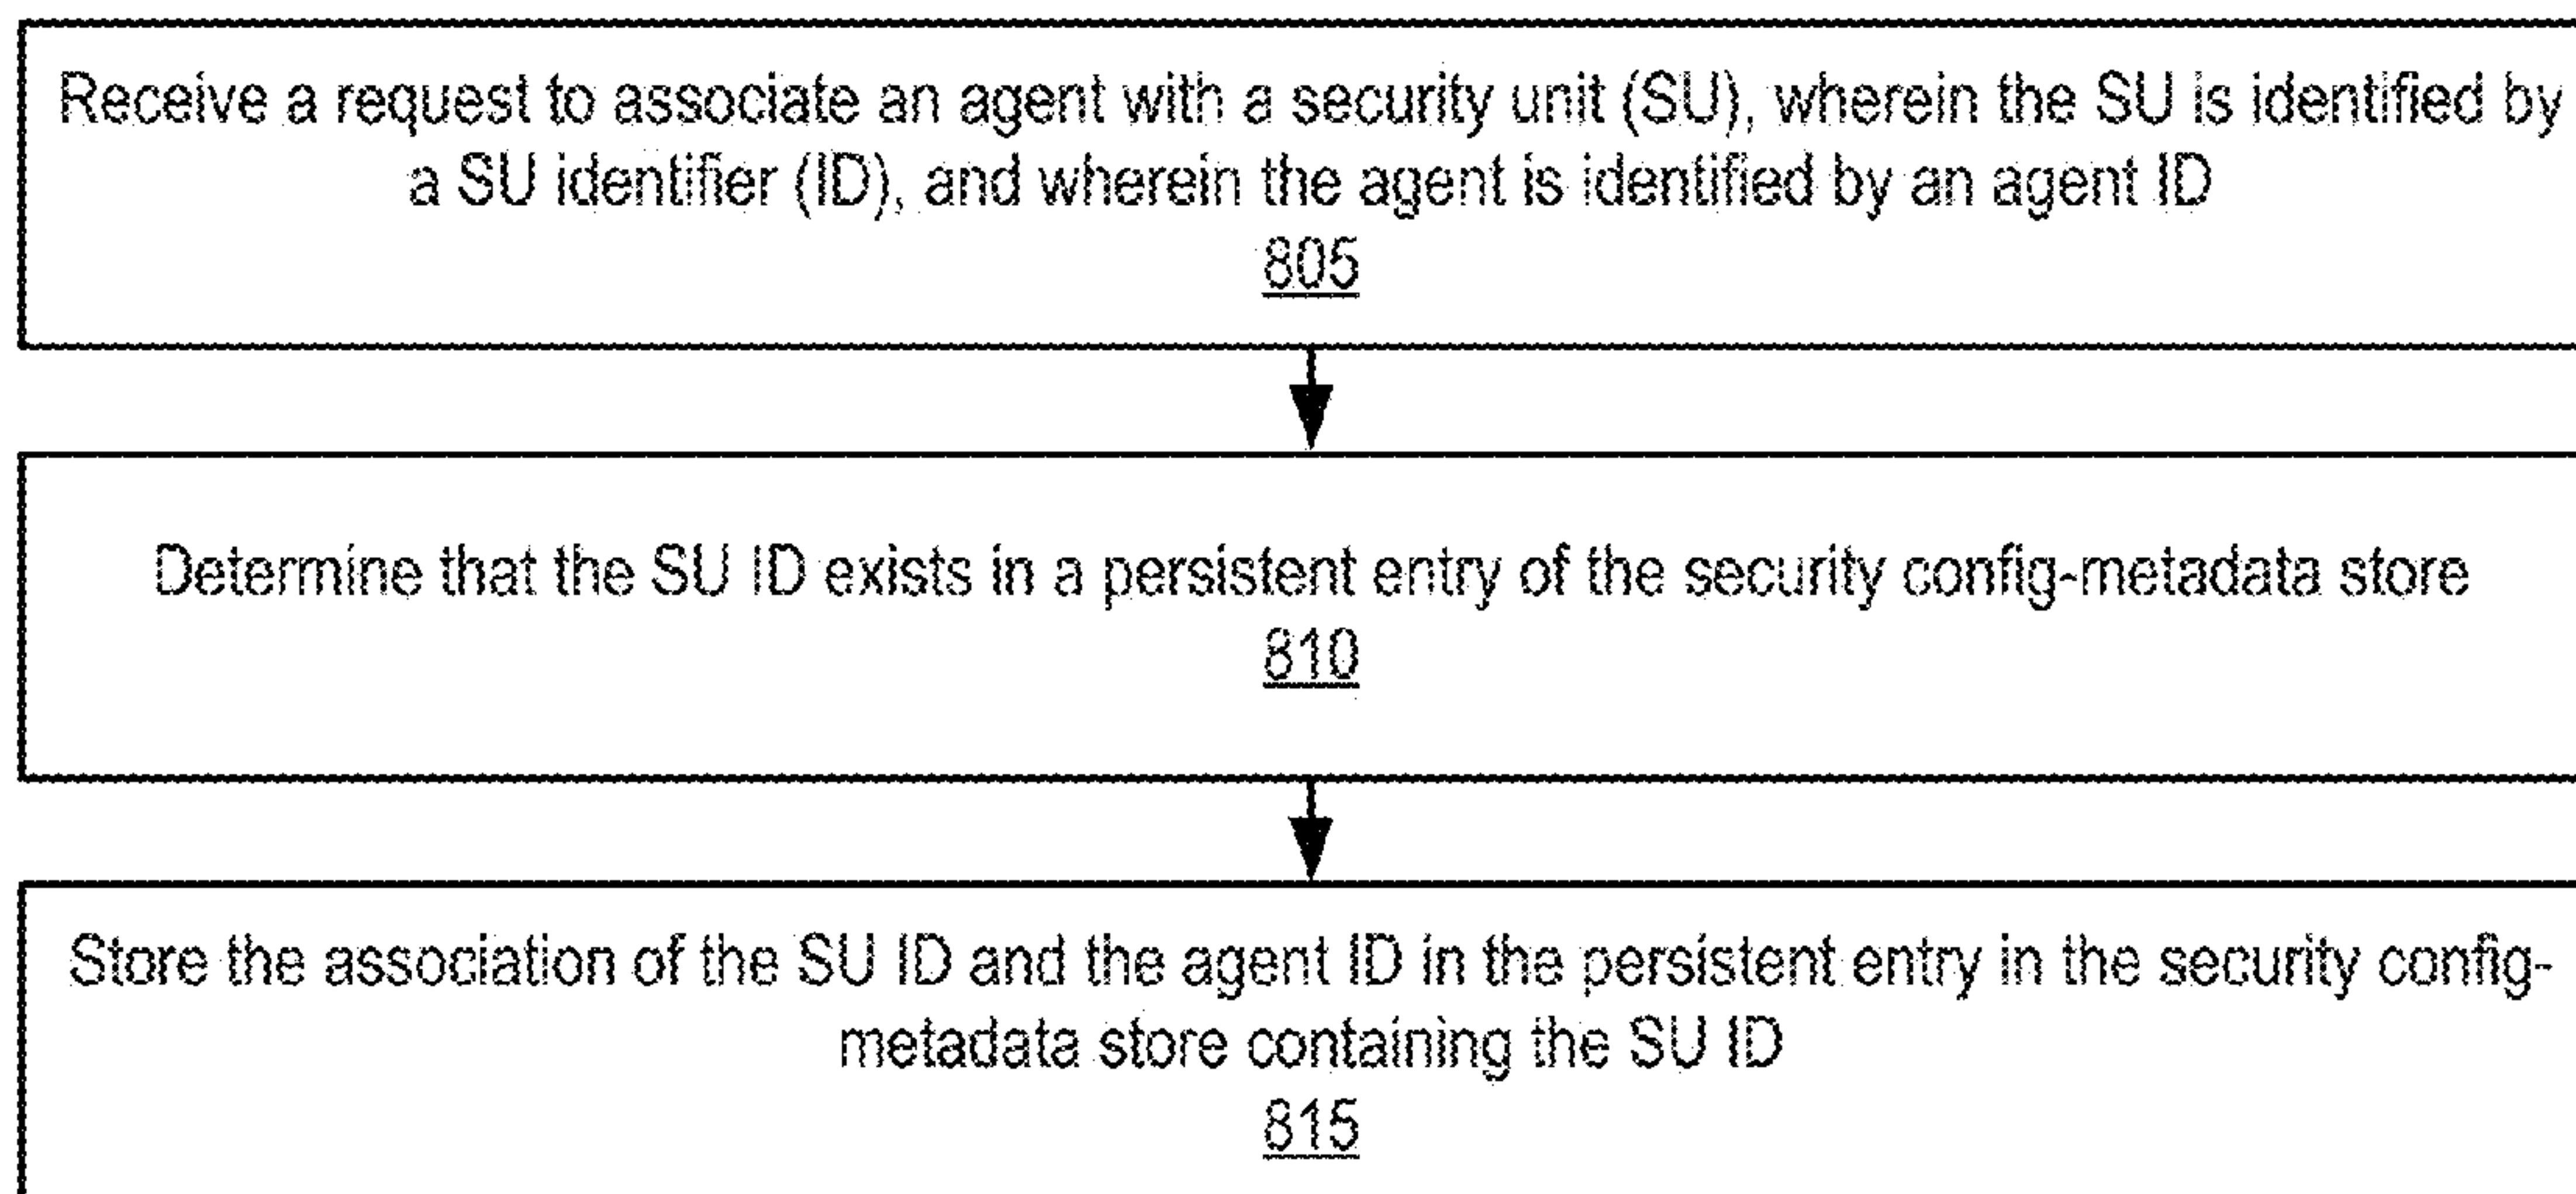 Receive a request to associate an agent with a security unit (SU), wherein the SU is identified by
a SU identifier (ID), and wherein the agent is identified by an agent ID
805
Determine that the SU ID exists in a persistent entry of the security config-metadata store
810
Store the association of the SU ID and the agent ID in the persistent entry in the security config-
metadata store containing the SU ID
815